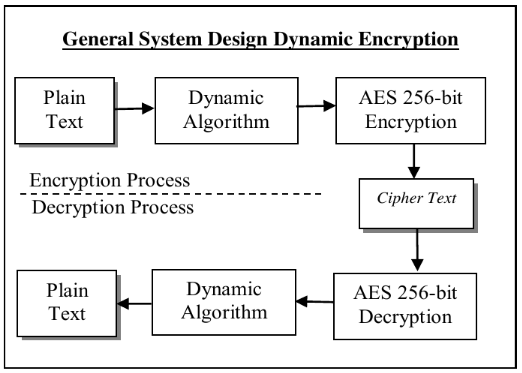 General System Design Dynamic Encryption
Plain
Text
Dynamic
Algorithm
AES 256-bit
Encryption
Encryption Process
Decryption Process
Cipher Text
Plain
Text
Dynamic
Algorithm
AES 256-bit
Decryption